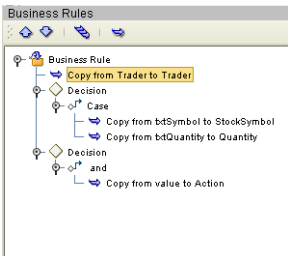 Business Rules
Business Rule
Copy from Trader to Trader
Decision
Case
Copy from txtSymbol to StockSymbol
Copy from txtQuantity to Quantity
Decision
and
Copy from value to Action